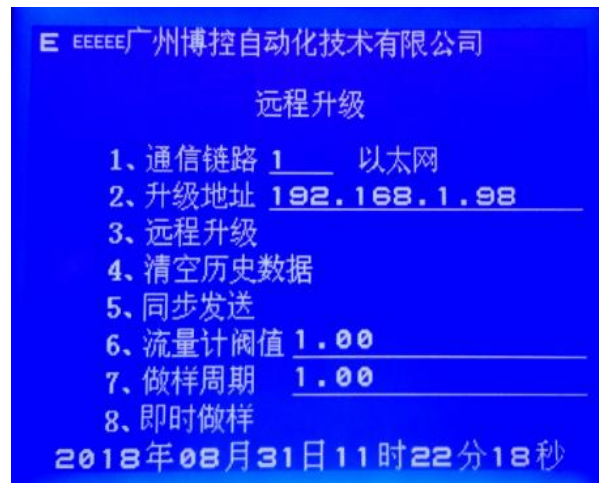 E EEEEE广州博控自动化技术有限公司
远程升级
1、通信链路 1 以太网
2、升级地址 192.168.1.98
3、远程升级
4、清空历史数据
5、同步发送
6、流量计阀值 1.00
7、做样周期 1.00
8、即时做样
2018年08月31日11时22分18秒